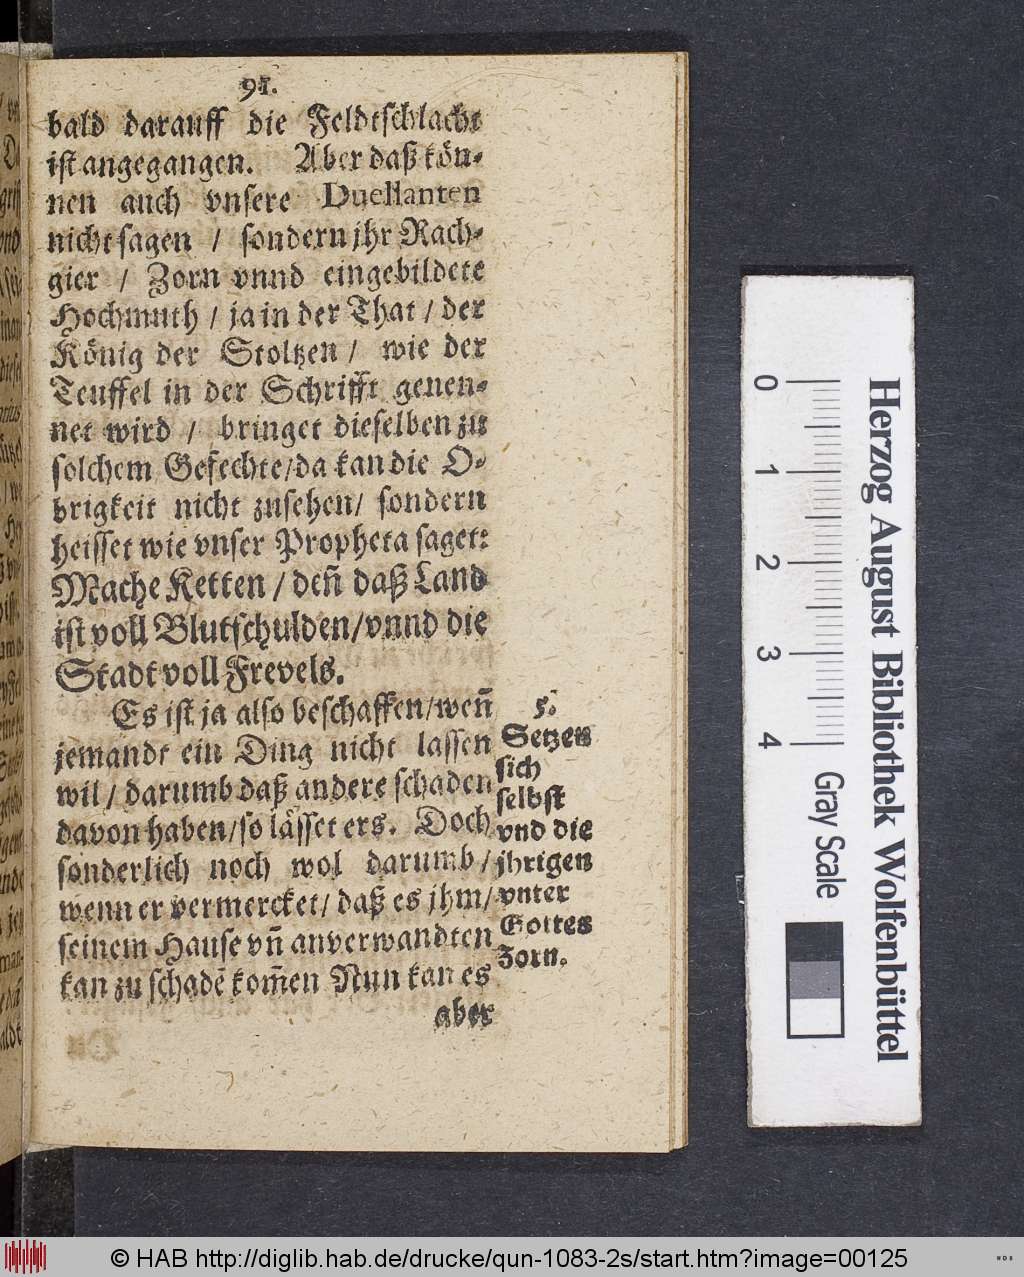 91.
bald darauff die Feldtschlacht
ist angegangen. Aber daß kön-
nen auch vnsere Duellanten
nicht sagen / sondern jhr Rach-
gier / Zorn vnnd eingebildete
Hochmuth / ja in der That / der
König der Stoltzen / wie der
Teuffel in der Schrifft genen-
net wird / bringet dieselben zu
solchem Gefechte/da kan die O-
brigkeit nicht zusehen/ sondern
heisset wie vnser Propheta saget:
Mache Ketten / deñ daß Land
ist voll Blutschulden/vnnd die
Stadt voll Frevels.
Es ist ja also beschaffen/weñ
jemandt ein Ding nicht lassen
wil / darumb daß andere schaden
davon haben/so lässet ers. Doch
sonderlich noch wol darumb /
wenn er vermercket/ daß es jhm/
seinem Hause vñ anverwandten
kan zu schadẽ kom̃en Nun kan es
aber
5.
Setzen
sich
selbst
vnd die
jhrigen
vnter
Gottes
Zorn.
Herzog August Bibliothek Wolfenbüttel
0 1 2 3 4
Gray Scale
© HAB http://diglib.hab.de/drucke/qun-1083-2s/start.htm?image=00125